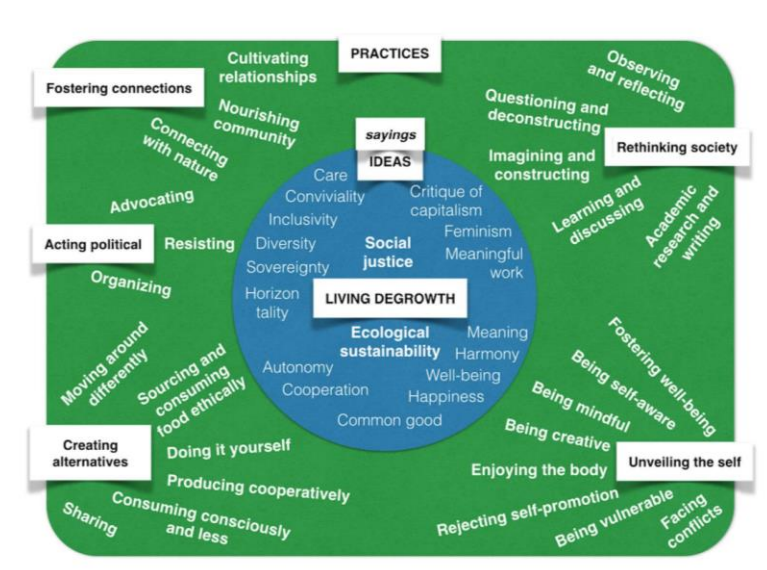 PRACTICES
Fostering connections
Cultivating
relationships
Nourishing
community
Connecting
with nature
Observing
and reflecting
Questioning and
deconstructing
Rethinking society
Imagining and
constructing
Learning and
discussing
Academic
research and
writing
sayings
IDEAS
Care
Conviviality
Inclusivity
Diversity
Sovereignty
Horizon
tality
Critique of
capitalism
Feminism
Meaningful
work
Social
justice
LIVING DEGROWTH
Ecological
sustainability
Autonomy
Cooperation
Common good
Meaning
Harmony
Well-being
Happiness
Advocating
Acting political
Resisting
Organizing
Moving around
differently
Sourcing and
consuming
food ethically
Creating
alternatives
Doing it yourself
Producing cooperatively
Consuming consciously
and less
Sharing
Fostering well-being
Being self-aware
Being mindful
Being creative
Enjoying the body
Unveiling the self
Rejecting self-promotion
Being vulnerable
Facing
conflicts